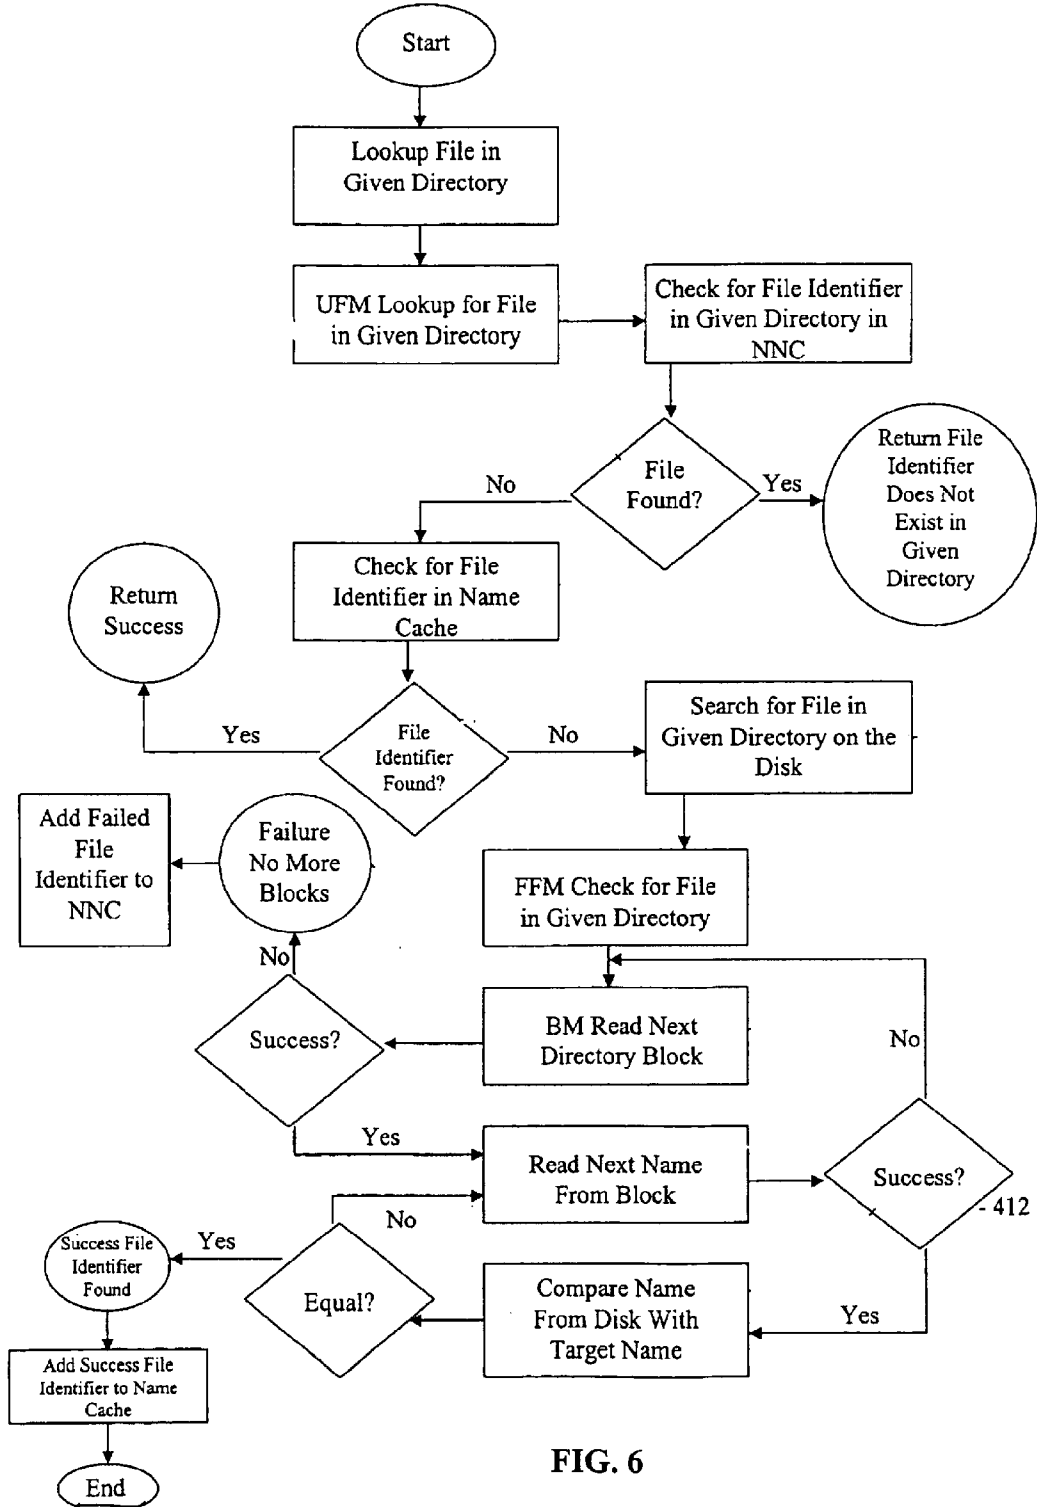 Start
Lookup File in
Given Directory
UFM Lookup for File
in Given Directory
Check for File Identifier
in Given Directory in
NNC
File
Found?
No
Yes
Return File
Identifier
Does Not
Exist in
Given
Directory
Check for File
Identifier in Name
Cache
Return
Success
File
Identifier
Found?
Yes
No
Search for File in
Given Directory on the
Disk
Add Failed
File
Identifier to
NNC
Failure
No More
Blocks
FFM Check for File
in Given Directory
No
Success?
BM Read Next
Directory Block
No
Yes
Read Next Name
From Block
Success?
- 412
No
Yes
Success File
Identifier
Found
Equal?
Compare Name
From Disk With
Target Name
Yes
Add Success File
Identifier to Name
Cache
End
FIG. 6